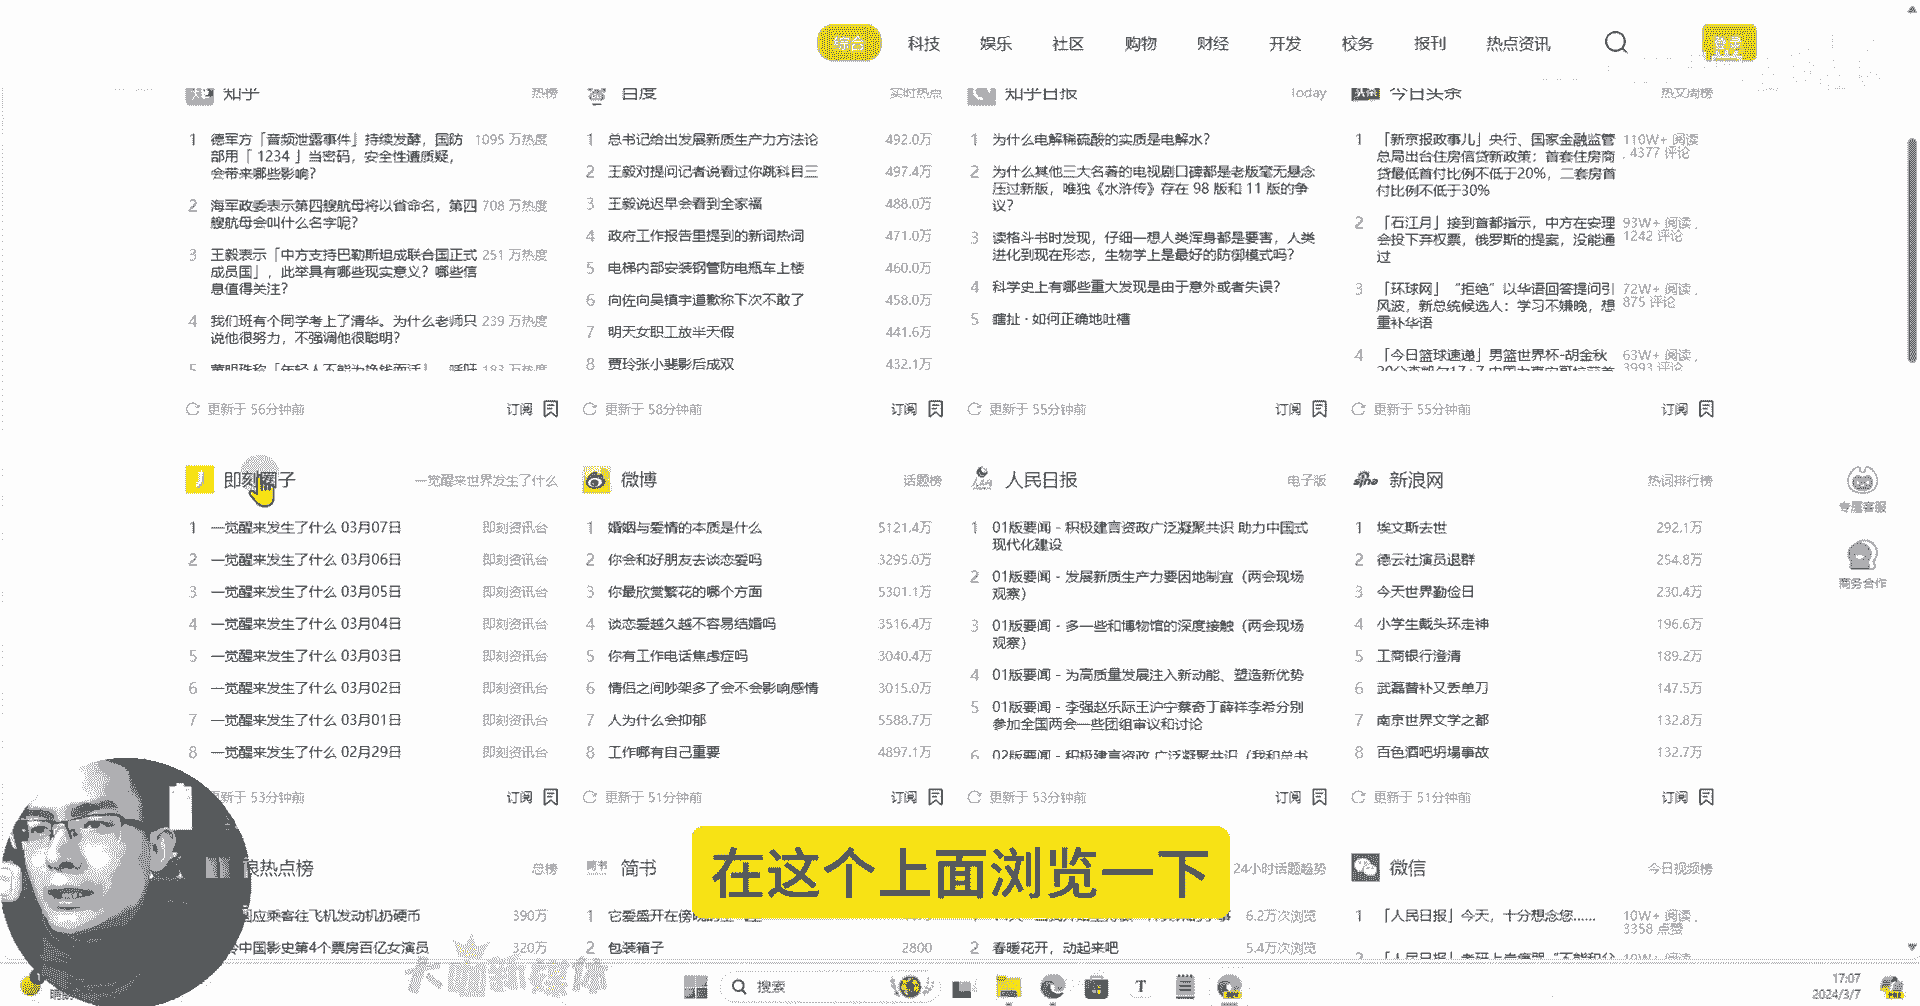 综合 科技 娱乐 社区 购物 财经 开发 校务 报刊 热点资讯 登录
知乎 热榜
1 德军方「音频泄露事件」持续发酵，国防 1095 万热度
部用「 1234 」当密码，安全性遭质疑，
会带来哪些影响？
2 海军政委表示第四艘航母将以省命名，第四 708 万热度
艘航母会叫什么名字呢？
3 王毅表示「中方支持巴勒斯坦成联合国正式 251 万热度
成员国」，此举具有哪些现实意义？哪些信
息值得关注？
4 我们班有个同学考上了清华。为什么老师只 239 万热度
说他很努力，不强调他很聪明？
更新于 56分钟前 订阅
百度 实时热点
1 总书记给出发展新质生产力方法论 492.0万
2 王毅对提问记者说看过你跳科目三 497.4万
3 王毅说迟早会看到全家福 488.0万
4 政府工作报告里提到的新词热词 471.0万
5 电梯内部安装钢管防电瓶车上楼 460.0万
6 向佐向吴镇宇道歉称下次不敢了 458.0万
7 明天女职工放半天假 441.6万
8 贾玲张小斐影后成双 432.1万
更新于 58分钟前 订阅
知乎日报 Today
1 为什么电解稀硫酸的实质是电解水？
2 为什么其他三大名著的电视剧口碑都是老版毫无悬念
压过新版，唯独《水浒传》存在 98 版和 11 版的争
议？
3 读格斗书时发现，仔细一想人类浑身都是要害，人类
进化到现在形态，生物学上是最好的防御模式吗？
4 科学史上有哪些重大发现是由于意外或者失误？
5 瞎扯 · 如何正确地吐槽
更新于 55分钟前 订阅
今日头条 热文周榜
1 「新京报政事儿」央行、国家金融监管 110W+ 阅读
总局出台住房信贷新政策：首套住房商 , 4377 评论
贷最低首付比例不低于20%，二套房首
付比例不低于30%
2 「石江月」接到首都指示，中方在安理 93W+ 阅读 ,
会投下弃权票，俄罗斯的提案，没能通 1242 评论
过
3 「环球网」 “拒绝”以华语回答提问引 72W+ 阅读 ,
风波，新总统候选人：学习不嫌晚，想 875 评论
重补华语
4 「今日篮球速递」男篮世界杯-胡金秋 63W+ 阅读 ,
3993 评论
更新于 55分钟前 订阅
即刻圈子 一觉醒来世界发生了什么
1 一觉醒来发生了什么 03月07日 即刻资讯台
2 一觉醒来发生了什么 03月06日 即刻资讯台
3 一觉醒来发生了什么 03月05日 即刻资讯台
4 一觉醒来发生了什么 03月04日 即刻资讯台
5 一觉醒来发生了什么 03月03日 即刻资讯台
6 一觉醒来发生了什么 03月02日 即刻资讯台
7 一觉醒来发生了什么 03月01日 即刻资讯台
8 一觉醒来发生了什么 02月29日 即刻资讯台
更新于 53分钟前 订阅
微博 话题榜
1 婚姻与爱情的本质是什么 5121.4万
2 你会和好朋友去谈恋爱吗 3295.0万
3 你最欣赏繁花的哪个方面 5301.1万
4 谈恋爱越久越不容易结婚吗 3516.4万
5 你有工作电话焦虑症吗 3040.4万
6 情侣之间吵架多了会不会影响感情 3015.0万
7 人为什么会抑郁 5588.7万
8 工作哪有自己重要 4897.1万
更新于 51分钟前 订阅
人民日报 电子版
1 01版要闻 - 积极建言资政广泛凝聚共识 助力中国式
现代化建设
2 01版要闻 - 发展新质生产力要因地制宜（两会现场
观察）
3 01版要闻 - 多一些和博物馆的深度接触（两会现场
观察）
4 01版要闻 - 为高质量发展注入新动能、塑造新优势
5 01版要闻 - 李强赵乐际王沪宁蔡奇丁薛祥李希分别
参加全国两会一些团组审议和讨论
6 02版要闻 - 积极建言资政 广泛凝聚共识（我和总书
更新于 53分钟前 订阅
新浪网 热词排行榜
1 埃文斯去世 292.1万
2 德云社演员退群 254.8万
3 今天世界勤俭日 230.4万
4 小学生戴头环走神 196.6万
5 工商银行澄清 189.2万
6 武磊替补又丢单刀 147.5万
7 南京世界文学之都 132.8万
8 百色酒吧坍塌事故 132.7万
更新于 51分钟前 订阅
专属客服
商务合作
浪热点榜 总榜
回应乘客往飞机发动机扔硬币 390万
中国影史第4个票房百亿女演员 320万
简书
2 包装箱子 2800
24小时话题趋势
6.2万次浏览
2 春暖花开，动起来吧 5.4万次浏览
微信 今日视频榜
1 「人民日报」今天，十分想念您…… 10W+ 阅读 ,
3358 点赞
在这个上面浏览一下
搜索
17:07
2024/3/7